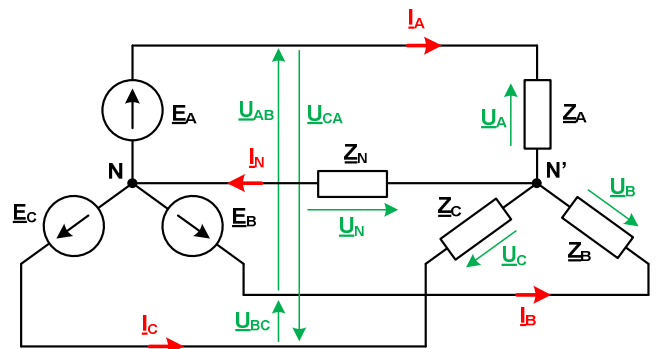 I_A
E_A
U_AB
U_CA
U_A
Z_A
N
I_N
Z_N
N'
U_N
E_C
E_B
Z_C
U_C
U_B
Z_B
U_BC
I_C
I_B